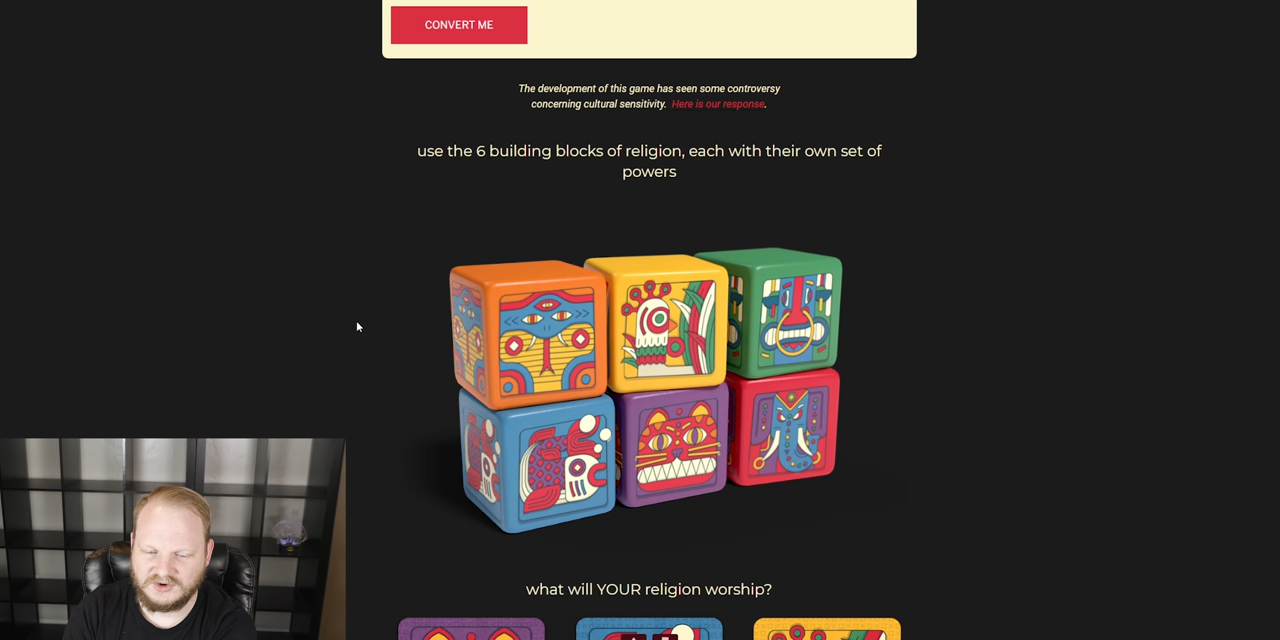 CONVERT ME
The development of this game has seen some controversy
concerning cultural sensitivity. Here is our response.
use the 6 building blocks of religion, each with their own set of
powers
what will YOUR religion worship?